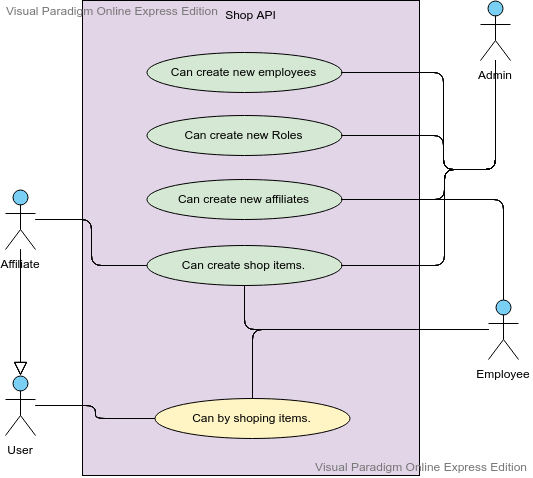 Visual Paradigm Online Express Edition
Shop API
Admin
Can create new employees
Can create new Roles
Can create new affiliates
Affiliate
Can create shop items.
Employee
Can by shoping items.
User
Visual Paradigm Online Express Edition